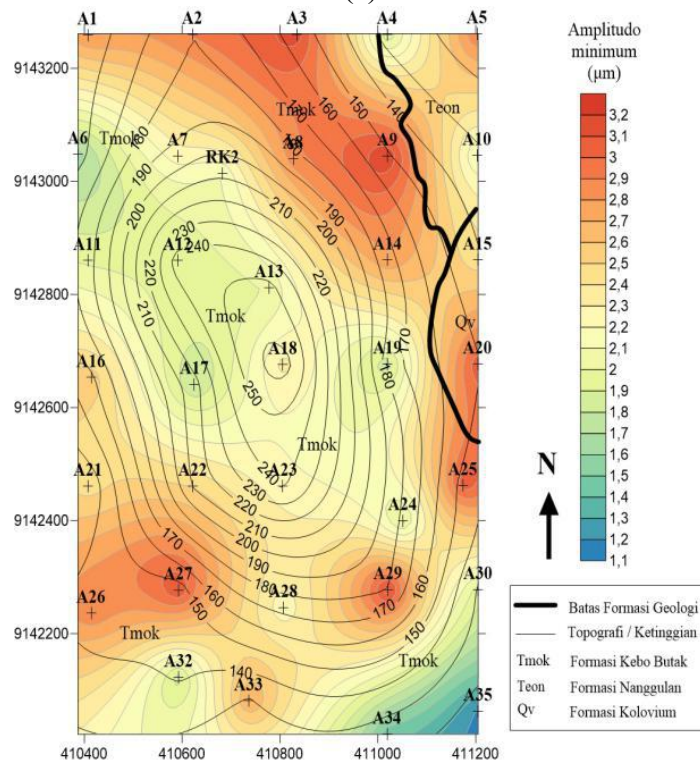 A1 A2 A3 A4 A5
9143200
140
Teon
150
160
Tmok
180
Tmok
A6 A7 A8 A9 A10
RK2
190
9143000
200
210
190
200
A11 A12 A14 A15
230
240
220
A13
220
210
9142800
Tmok
Qv
170
A16 A17 A18 A19 A20
180
250
9142600
Tmok
240
A21 A22 A23 A25
230
220
A24
210
9142400
170
200
190
A26 A27 A28 A29 A30
180
170
160
160
150
150
9142200
Tmok
Tmok
A32
140
A33
A34
A35
410400 410600 410800 411000 411200
Amplitudo
minimum
(μm)
3,2
3,1
3
2,9
2,8
2,7
2,6
2,5
2,4
2,3
2,2
2,1
2
1,9
1,8
1,7
1,6
1,5
1,4
1,3
1,2
1,1
N
Batas Formasi Geologi
Topografi / Ketinggian
Tmok Formasi Kebo Butak
Teon Formasi Nanggulan
Qv Formasi Kolovium